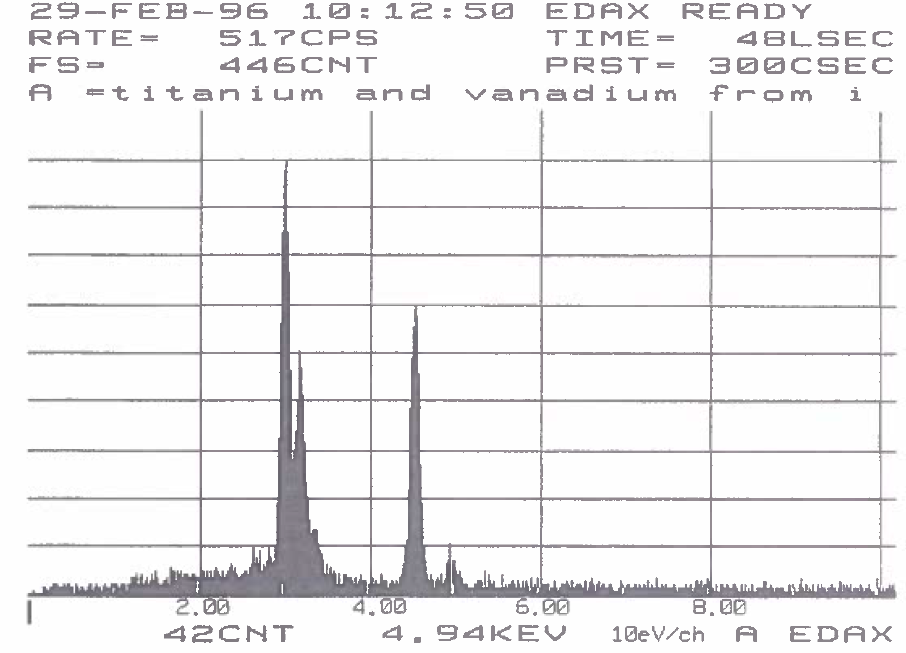 29-FEB-96 10:12:50 EDAX READY
RATE= 517CPS TIME= 48LSEC
FS= 446CNT PRST= 300CSEC
A =titanium and vanadium from i
2.00 4.00 6.00 8.00
42CNT 4.94KEV 10eV/ch A EDAX